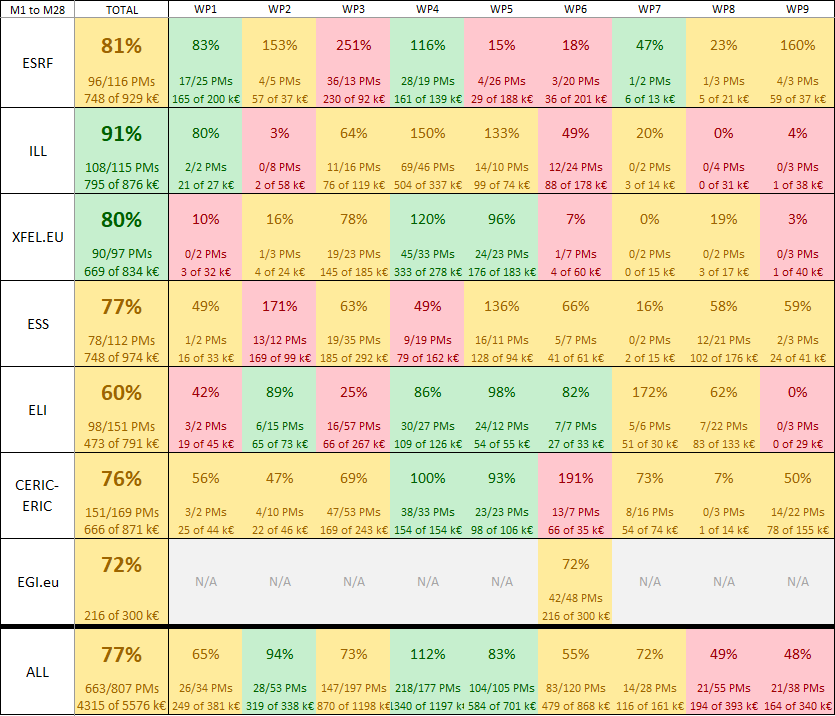 M1 to M28 TOTAL WP1 WP2 WP3 WP4 WP5 WP6 WP7 WP8 WP9
ESRF
81% 83% 153% 251% 116% 15% 18% 47% 23% 160%
96/116 PMs 17/25 PMs 4/5 PMs 36/13 PMs 28/19 PMs 4/26 PMs 3/20 PMs 1/2 PMs 1/3 PMs 4/3 PMs
748 of 929 k€ 165 of 200 k€ 57 of 37 k€ 230 of 92 k€ 161 of 139 k€ 29 of 188 k€ 36 of 201 k€ 6 of 13 k€ 5 of 21 k€ 59 of 37 k€
ILL
91% 80% 3% 64% 150% 133% 49% 20% 0% 4%
108/115 PMs 2/2 PMs 0/8 PMs 11/16 PMs 69/46 PMs 14/10 PMs 12/24 PMs 0/2 PMs 0/4 PMs 0/3 PMs
795 of 876 k€ 21 of 27 k€ 2 of 58 k€ 76 of 119 k€ 504 of 337 k€ 99 of 74 k€ 88 of 178 k€ 3 of 14 k€ 0 of 31 k€ 1 of 38 k€
XFEL.EU
80% 10% 16% 78% 120% 96% 7% 0% 19% 3%
90/97 PMs 0/2 PMs 1/3 PMs 19/23 PMs 45/33 PMs 24/23 PMs 1/7 PMs 0/2 PMs 0/2 PMs 0/3 PMs
669 of 834 k€ 3 of 32 k€ 4 of 24 k€ 145 of 185 k€ 333 of 278 k€ 176 of 183 k€ 4 of 60 k€ 0 of 15 k€ 3 of 17 k€ 1 of 40 k€
ESS
77% 49% 171% 63% 49% 136% 66% 16% 58% 59%
78/112 PMs 1/2 PMs 13/12 PMs 19/35 PMs 9/19 PMs 16/11 PMs 5/7 PMs 0/2 PMs 12/21 PMs 2/3 PMs
748 of 974 k€ 16 of 33 k€ 169 of 99 k€ 185 of 292 k€ 79 of 162 k€ 128 of 94 k€ 41 of 61 k€ 2 of 15 k€ 102 of 176 k€ 24 of 41 k€
ELI
60% 42% 89% 25% 86% 98% 82% 172% 62% 0%
98/151 PMs 3/2 PMs 6/15 PMs 16/57 PMs 30/27 PMs 24/12 PMs 7/7 PMs 5/6 PMs 7/22 PMs 0/3 PMs
473 of 791 k€ 19 of 45 k€ 65 of 73 k€ 66 of 267 k€ 109 of 126 k€ 54 of 55 k€ 27 of 33 k€ 51 of 30 k€ 83 of 133 k€ 0 of 29 k€
CERIC-
ERIC
76% 56% 47% 69% 100% 93% 191% 73% 7% 50%
151/169 PMs 3/2 PMs 4/10 PMs 47/53 PMs 38/33 PMs 23/23 PMs 13/7 PMs 8/16 PMs 0/3 PMs 14/22 PMs
666 of 871 k€ 25 of 44 k€ 22 of 46 k€ 169 of 243 k€ 154 of 154 k€ 98 of 106 k€ 66 of 35 k€ 54 of 74 k€ 1 of 14 k€ 78 of 155 k€
EGI.eu
72% N/A N/A N/A N/A N/A 72% N/A N/A N/A
42/48 PMs
216 of 300 k€ 216 of 300 k€
ALL
77% 65% 94% 73% 112% 83% 55% 72% 49% 48%
663/807 PMs 26/34 PMs 28/53 PMs 147/197 PMs 218/177 PMs 104/105 PMs 83/120 PMs 14/28 PMs 21/55 PMs 21/38 PMs
4315 of 5576 k€ 249 of 381 k€ 319 of 338 k€ 870 of 1198 k€ 1340 of 1197 k€ 584 of 701 k€ 479 of 868 k€ 116 of 161 k€ 194 of 393 k€ 164 of 340 k€